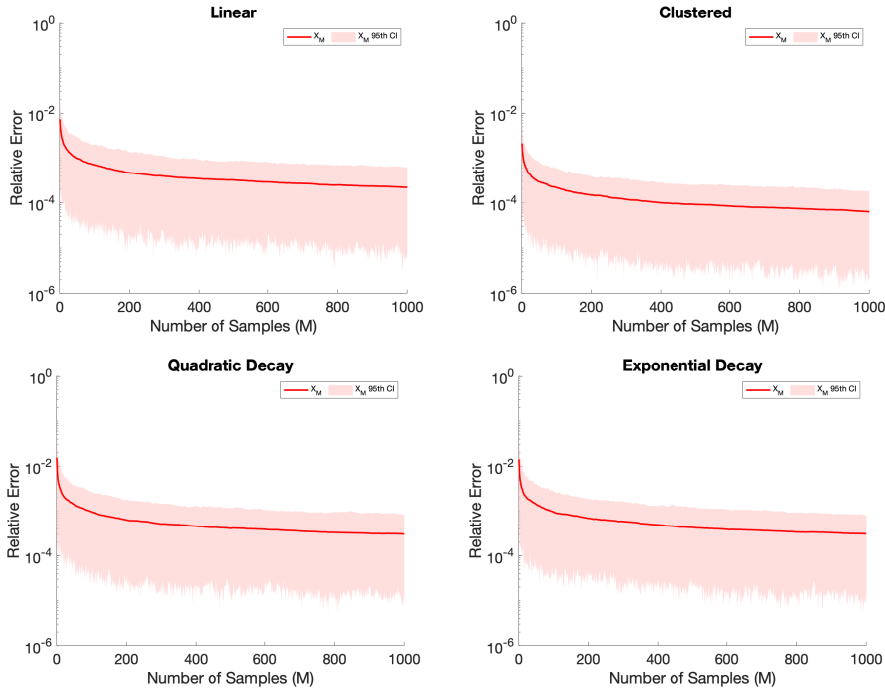 Linear
X_M X_M 95th CI
Relative Error
10^0
10^-2
10^-4
10^-6
0 200 400 600 800 1000
Number of Samples (M)
Clustered
X_M X_M 95th CI
Relative Error
10^0
10^-2
10^-4
10^-6
0 200 400 600 800 1000
Number of Samples (M)
Quadratic Decay
X_M X_M 95th CI
Relative Error
10^0
10^-2
10^-4
10^-6
0 200 400 600 800 1000
Number of Samples (M)
Exponential Decay
X_M X_M 95th CI
Relative Error
10^0
10^-2
10^-4
10^-6
0 200 400 600 800 1000
Number of Samples (M)